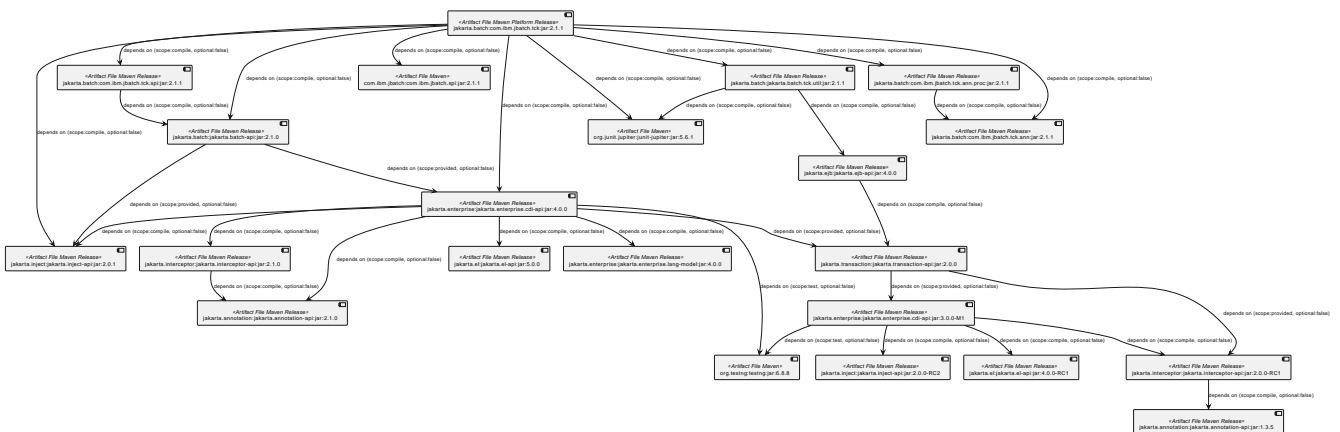 «Artifact File Maven Platform Release»
jakarta.batch:com.ibm.jbatch.tck:jar:2.1.1
depends on (scope:compile, optional:false)
depends on (scope:compile, optional:false)
depends on (scope:compile, optional:false)
«Artifact File Maven Release»
jakarta.batch:com.ibm.jbatch.tck.spi:jar:2.1.1
«Artifact File Maven»
com.ibm.jbatch:com.ibm.jbatch.spi:jar:2.1.1
«Artifact File Maven Release»
jakarta.batch:jakarta.batch.tck.util:jar:2.1.1
«Artifact File Maven Release»
jakarta.batch:com.ibm.jbatch.tck.ann.proc:jar:2.1.1
depends on (scope:compile, optional:false)
depends on (scope:compile, optional:false)
depends on (scope:compile, optional:false)
depends on (scope:compile, optional:false)
depends on (scope:compile, optional:false)
depends on (scope:compile, optional:false)
depends on (scope:compile, optional:false)
depends on (scope:compile, optional:false)
depends on (scope:compile, optional:false)
«Artifact File Maven Release»
jakarta.batch:jakarta.batch-api:jar:2.1.0
«Artifact File Maven»
org.junit.jupiter:junit-jupiter:jar:5.6.1
«Artifact File Maven Release»
jakarta.batch:com.ibm.jbatch.tck.ann:jar:2.1.1
depends on (scope:compile, optional:false)
depends on (scope:provided, optional:false)
«Artifact File Maven Release»
jakarta.ejb:jakarta.ejb-api:jar:4.0.0
depends on (scope:provided, optional:false)
«Artifact File Maven Release»
jakarta.enterprise:jakarta.enterprise.cdi-api:jar:4.0.0
depends on (scope:compile, optional:false)
depends on (scope:compile, optional:false)
depends on (scope:compile, optional:false)
depends on (scope:compile, optional:false)
depends on (scope:compile, optional:false)
depends on (scope:provided, optional:false)
depends on (scope:compile, optional:false)
«Artifact File Maven Release»
jakarta.inject:jakarta.inject-api:jar:2.0.1
«Artifact File Maven Release»
jakarta.interceptor:jakarta.interceptor-api:jar:2.1.0
«Artifact File Maven Release»
jakarta.el:jakarta.el-api:jar:5.0.0
«Artifact File Maven Release»
jakarta.enterprise:jakarta.enterprise.lang-model:jar:4.0.0
«Artifact File Maven Release»
jakarta.transaction:jakarta.transaction-api:jar:2.0.0
depends on (scope:compile, optional:false)
depends on (scope:test, optional:false)
depends on (scope:provided, optional:false)
depends on (scope:provided, optional:false)
«Artifact File Maven Release»
jakarta.annotation:jakarta.annotation-api:jar:2.1.0
«Artifact File Maven Release»
jakarta.enterprise:jakarta.enterprise.cdi-api:jar:3.0.0-M1
depends on (scope:test, optional:false)
depends on (scope:compile, optional:false)
depends on (scope:compile, optional:false)
depends on (scope:compile, optional:false)
«Artifact File Maven»
org.testng:testng:jar:6.8.8
«Artifact File Maven Release»
jakarta.inject:jakarta.inject-api:jar:2.0.0-RC2
«Artifact File Maven Release»
jakarta.el:jakarta.el-api:jar:4.0.0-RC1
«Artifact File Maven Release»
jakarta.interceptor:jakarta.interceptor-api:jar:2.0.0-RC1
depends on (scope:compile, optional:false)
«Artifact File Maven Release»
jakarta.annotation:jakarta.annotation-api:jar:1.3.5